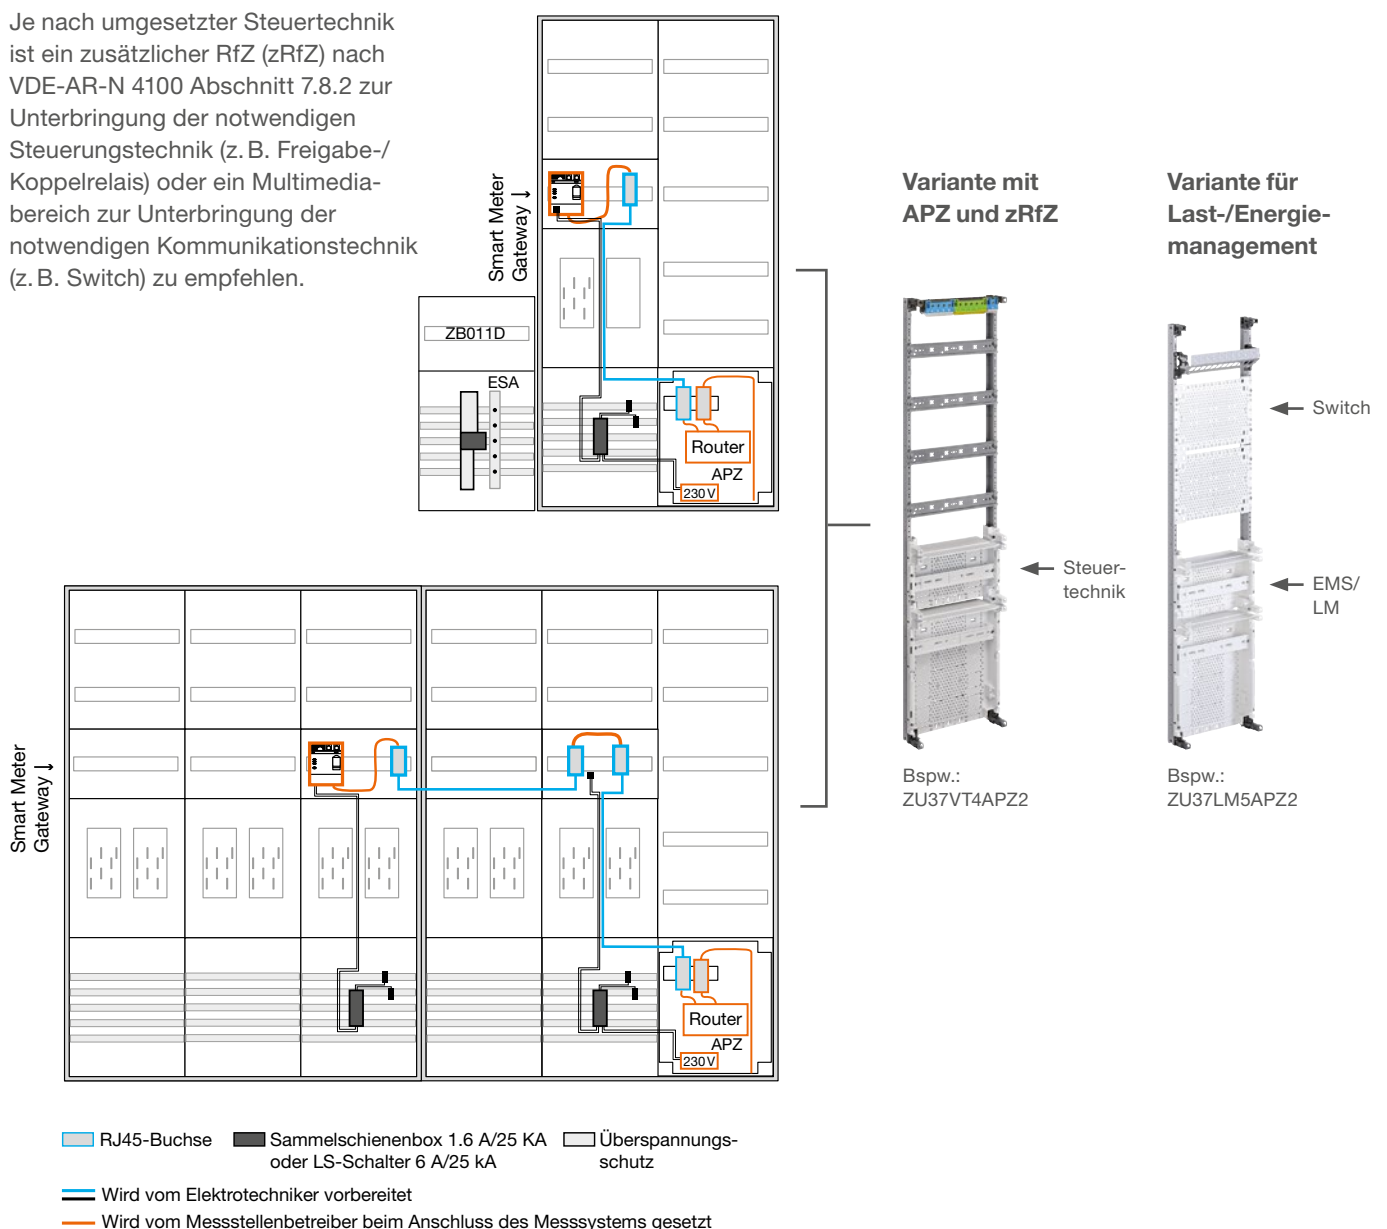 Je nach umgesetzter Steuertechnik
ist ein zusätzlicher RfZ (zRfZ) nach
VDE-AR-N 4100 Abschnitt 7.8.2 zur
Unterbringung der notwendigen
Steuerungstechnik (z. B. Freigabe-/
Koppelrelais) oder ein Multimedia-
bereich zur Unterbringung der
notwendigen Kommunikationstechnik
(z. B. Switch) zu empfehlen.
Smart Meter
Gateway ↓
ZB011D
ESA
Router
APZ
230 V
Variante mit
APZ und zRfZ
Variante für
Last-/Energie-
management
Switch
Steuer-
technik
EMS/
LM
Bspw.:
ZU37VT4APZ2
Bspw.:
ZU37LM5APZ2
Smart Meter
Gateway ↓
Router
APZ
230 V
RJ45-Buchse
Sammelschienenbox 1.6 A/25 KA
oder LS-Schalter 6 A/25 kA
Überspannungs-
schutz
Wird vom Elektrotechniker vorbereitet
Wird vom Messstellenbetreiber beim Anschluss des Messsystems gesetzt